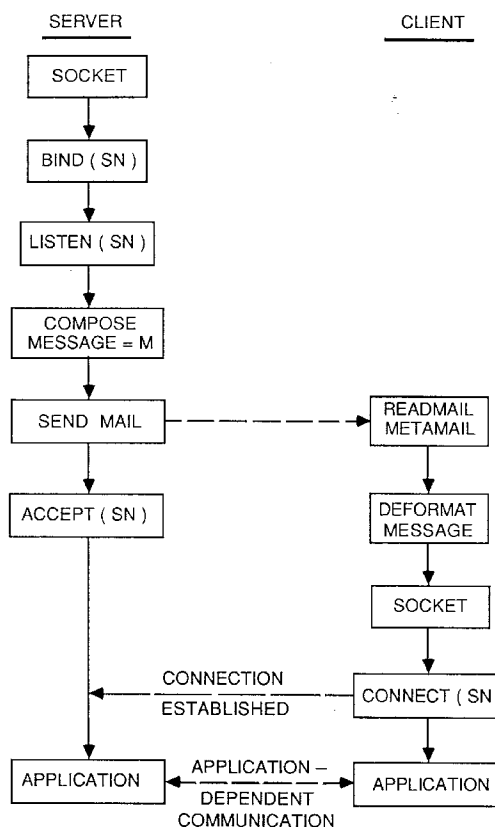 SERVER
CLIENT
SOCKET
BIND ( SN )
LISTEN ( SN )
COMPOSE
MESSAGE = M
SEND MAIL
READMAIL
METAMAIL
ACCEPT ( SN )
DEFORMAT
MESSAGE
SOCKET
CONNECTION
ESTABLISHED
CONNECT ( SN
APPLICATION
APPLICATION –
DEPENDENT
COMMUNICATION
APPLICATION